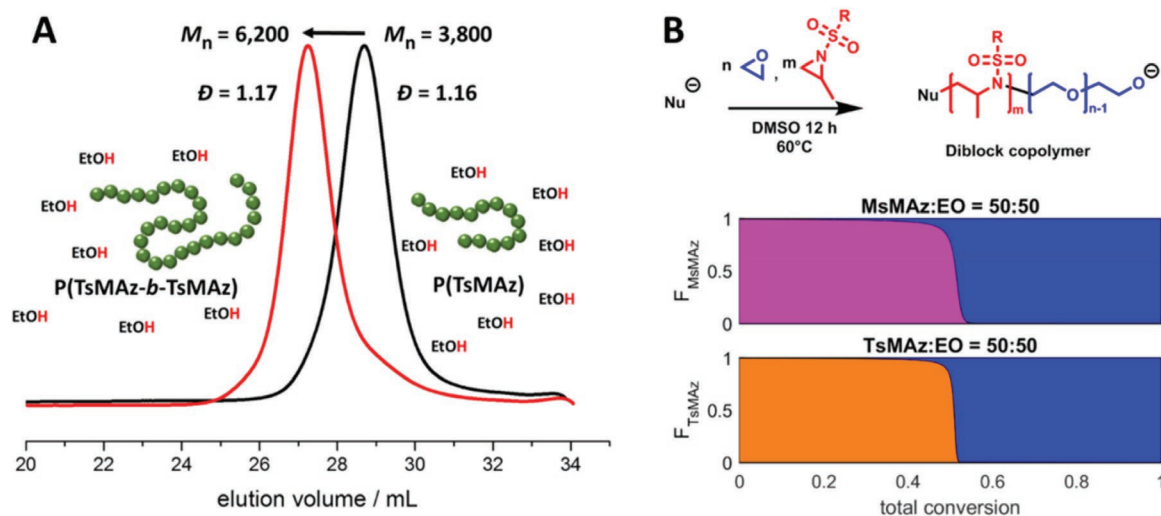 A
Mn = 6,200
Mn = 3,800
Đ = 1.17
Đ = 1.16
EtOH
EtOH
EtOH
EtOH
P(TsMAz-b-TsMAz)
EtOH
EtOH
EtOH
EtOH
EtOH
EtOH
EtOH
P(TsMAz)
EtOH
EtOH
EtOH
20 22 24 26 28 30 32 34
elution volume / mL
B
Nu ⊖
n O , m R O=S=O N
DMSO 12 h
60°C
Nu R O=S=O N m O n-1 O ⊖
Diblock copolymer
MsMAz:EO = 50:50
1
0.5
0
FMsMAz
TsMAz:EO = 50:50
1
0.5
0
FTsMAz
0 0.2 0.4 0.6 0.8 1
total conversion